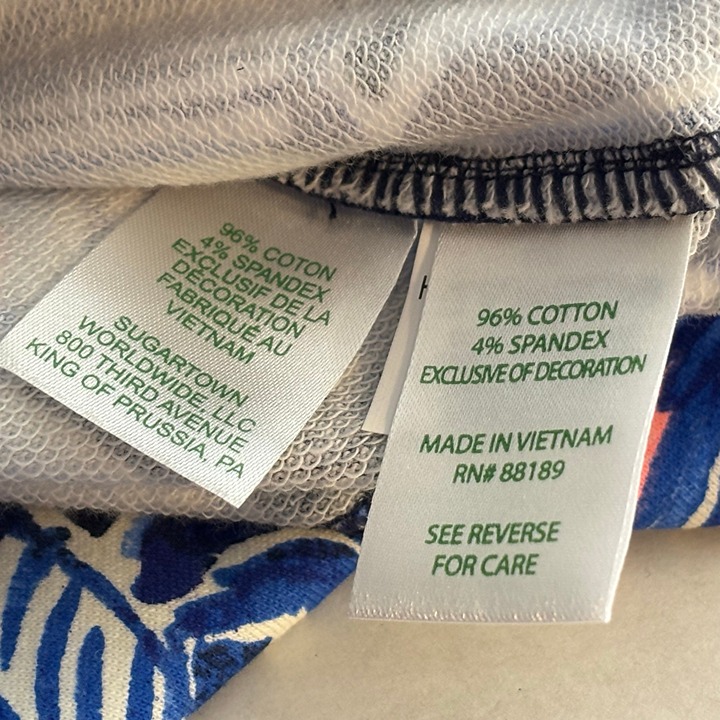 96% COTON
4% SPANDEX
EXCLUSIF DE LA
DÉCORATION
FABRIQUÉ AU
VIETNAM
SUGARTOWN
WORLDWIDE, LLC
800 THIRD AVENUE
KING OF PRUSSIA, PA
96% COTTON
4% SPANDEX
EXCLUSIVE OF DECORATION
MADE IN VIETNAM
RN# 88189
SEE REVERSE
FOR CARE